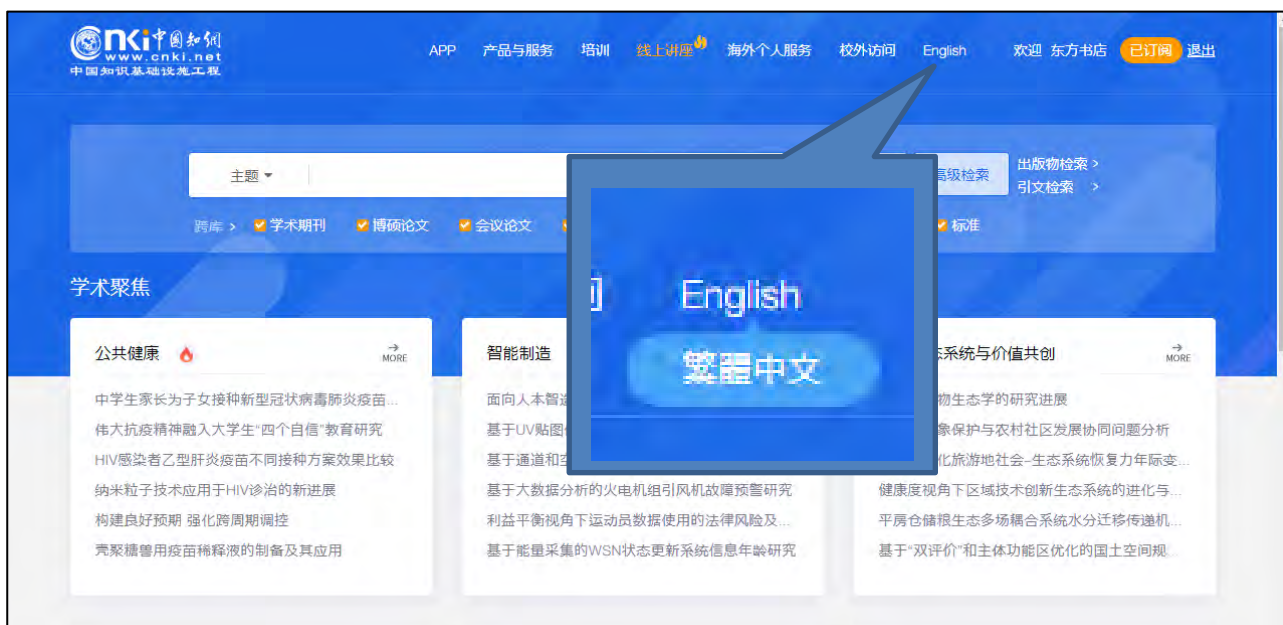 cnki中國知網
www.cnki.net
中国知识基础设施工程
APP 产品与服务 培训 线上讲座 海外个人服务 校外访问 English 欢迎 东方书店 已订阅 退出
主题
高级检索
出版物检索 >
引文检索 >
跨库 > 学术期刊 博硕论文 会议论文 标准
English
繁體中文
学术聚焦
公共健康 MORE
中学生家长为子女接种新型冠状病毒肺炎疫苗...
伟大抗疫精神融入大学生“四个自信”教育研究
HIV感染者乙型肝炎疫苗不同接种方案效果比较
纳米粒子技术应用于HIV诊治的新进展
构建良好预期 强化跨周期调控
壳聚糖兽用疫苗稀释液的制备及其应用
智能制造
面向人本智造
基于UV贴图
基于通道和空
基于大数据分析的火电机组引风机故障预警研究
利益平衡视角下运动员数据使用的法律风险及...
基于能量采集的WSN状态更新系统信息年龄研究
态系统与价值共创 MORE
物生态学的研究进展
象保护与农村社区发展协同问题分析
化旅游地社会-生态系统恢复力年际变...
健康度视角下区域技术创新生态系统的进化与...
平房仓储粮生态多场耦合系统水分迁移传递机...
基于“双评价”和主体功能区优化的国土空间规...